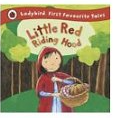 Ladybird First Favourite Tales
Little Red
Riding Hood